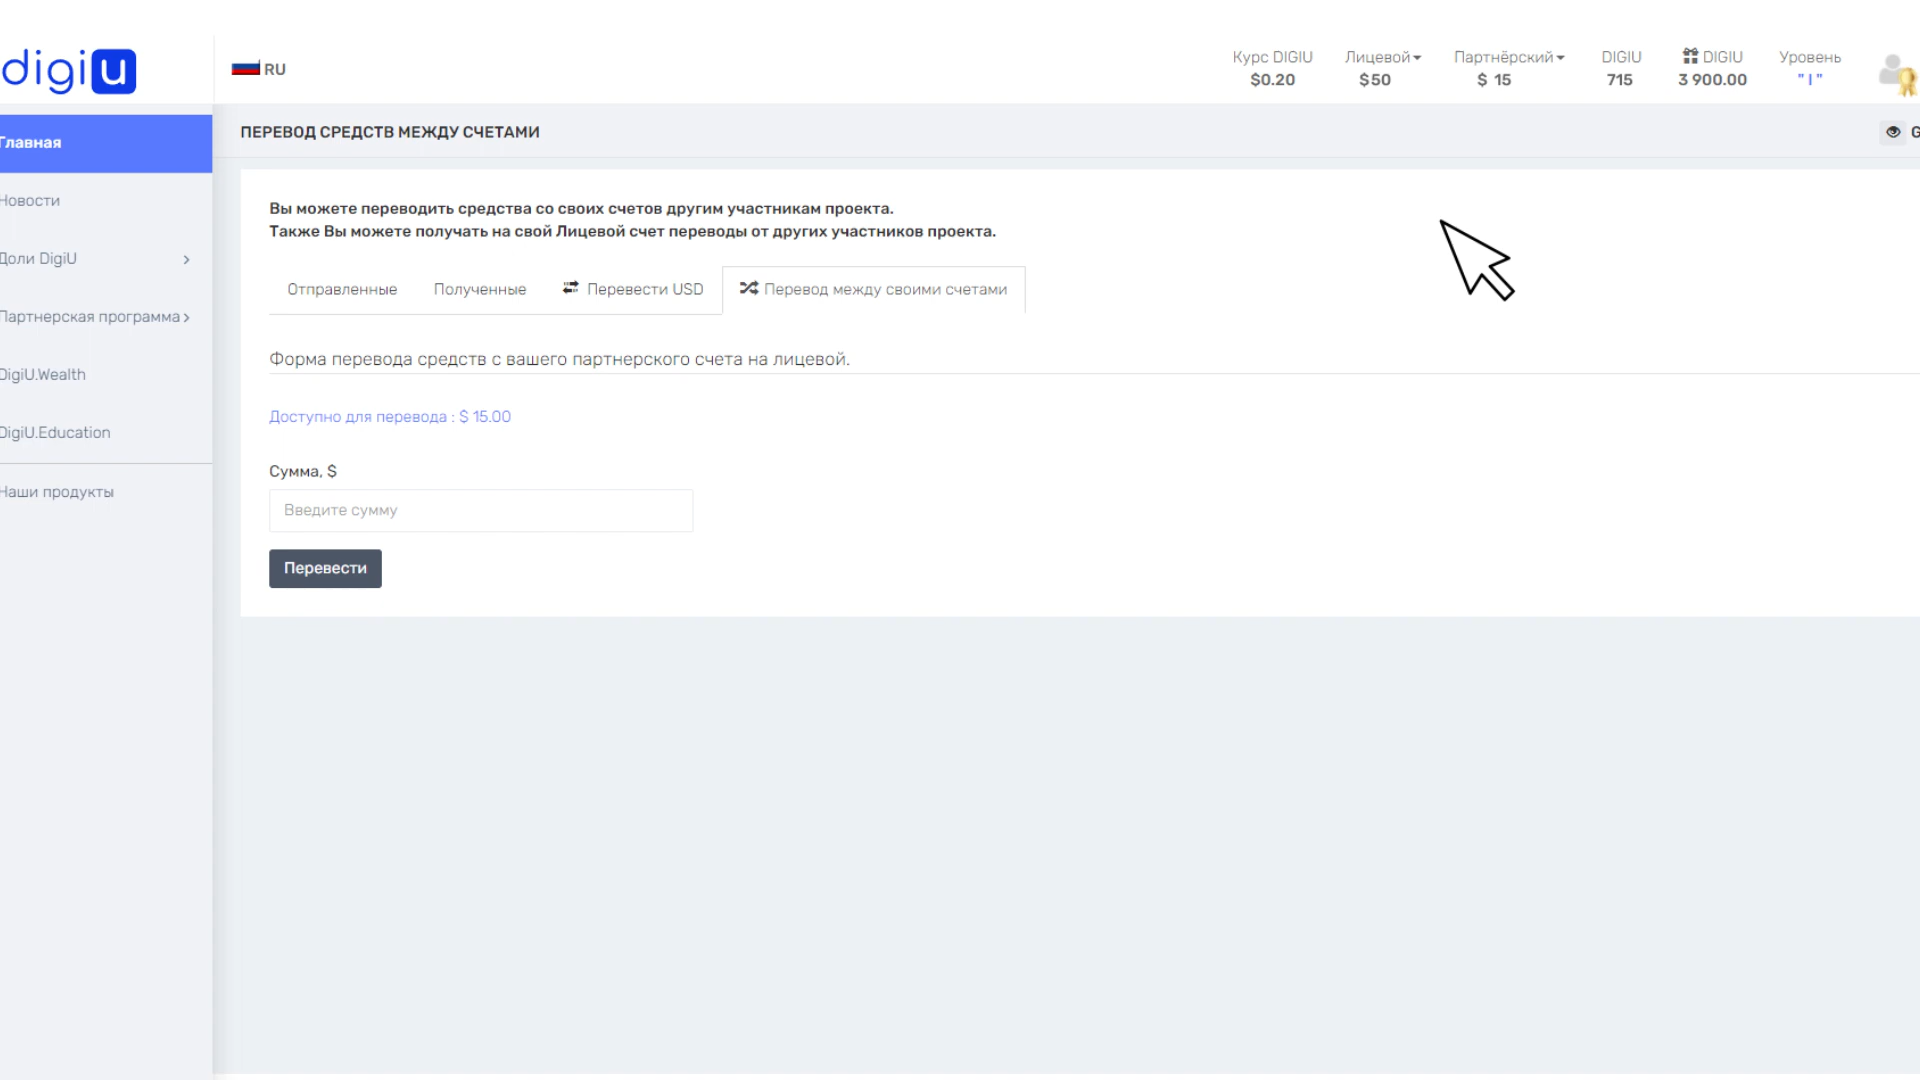 digiu
RU
Курс DIGIU
$0.20
Лицевой
$50
Партнёрский
$ 15
DIGIU
715
DIGIU
3 900.00
Уровень
" I "
Главная
Новости
Доли DigiU
Партнерская программа
DigiU.Wealth
DigiU.Education
Наши продукты
ПЕРЕВОД СРЕДСТВ МЕЖДУ СЧЕТАМИ
G
Вы можете переводить средства со своих счетов другим участникам проекта.
Также Вы можете получать на свой Лицевой счет переводы от других участников проекта.
Отправленные
Полученные
Перевести USD
Перевод между своими счетами
Форма перевода средств с вашего партнерского счета на лицевой.
Доступно для перевода : $ 15.00
Сумма, $
Введите сумму
Перевести